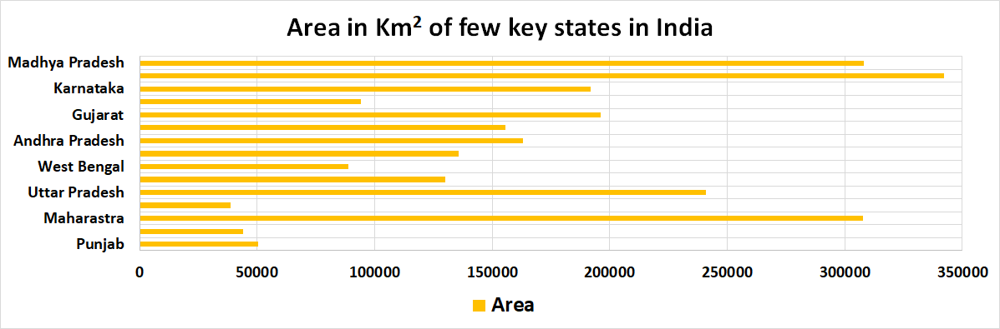 Area in Km² of few key states in India
Madhya Pradesh
Karnataka
Gujarat
Andhra Pradesh
West Bengal
Uttar Pradesh
Maharastra
Punjab
0 50000 100000 150000 200000 250000 300000 350000
Area